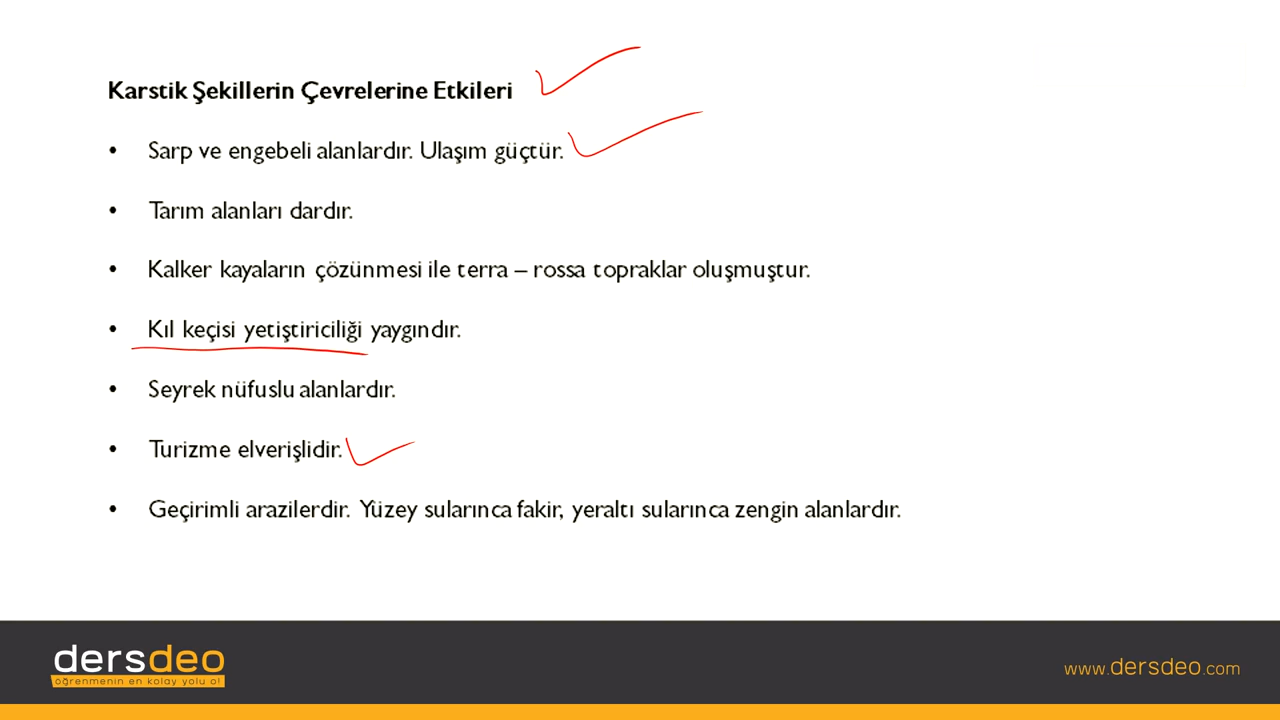 Karstik Şekillerin Çevrelerine Etkileri
• Sarp ve engebeli alanlardır. Ulaşım güçtür.
• Tarım alanları dardır.
• Kalker kayaların çözünmesi ile terra – rossa topraklar oluşmuştur.
• Kıl keçisi yetiştiriciliği yaygındır.
• Seyrek nüfuslu alanlardır.
• Turizme elverişlidir.
• Geçirimli arazilerdir. Yüzey sularınca fakir, yeraltı sularınca zengin alanlardır.
dersdeo
öğrenmenin en kolay yolu o!
www.dersdeo.com